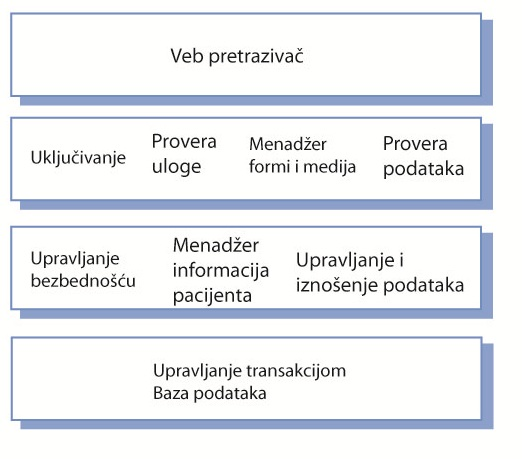 Veb pretrazivač
Uključivanje
Provera
uloge
Menadžer
formi i medija
Provera
podataka
Upravljanje
bezbednošću
Menadžer
informacija
pacijenta
Upravljanje i
iznošenje podataka
Upravljanje transakcijom
Baza podataka